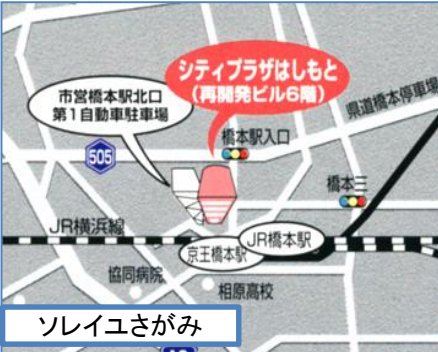 シティプラザはしもと
(再開発ビル6階)
市営橋本駅北口
第1自動車駐車場
県道橋本停車場
橋本駅入口
505
橋本三
JR横浜線
京王橋本駅
JR橋本駅
協同病院
相原高校
ソレイユさがみ